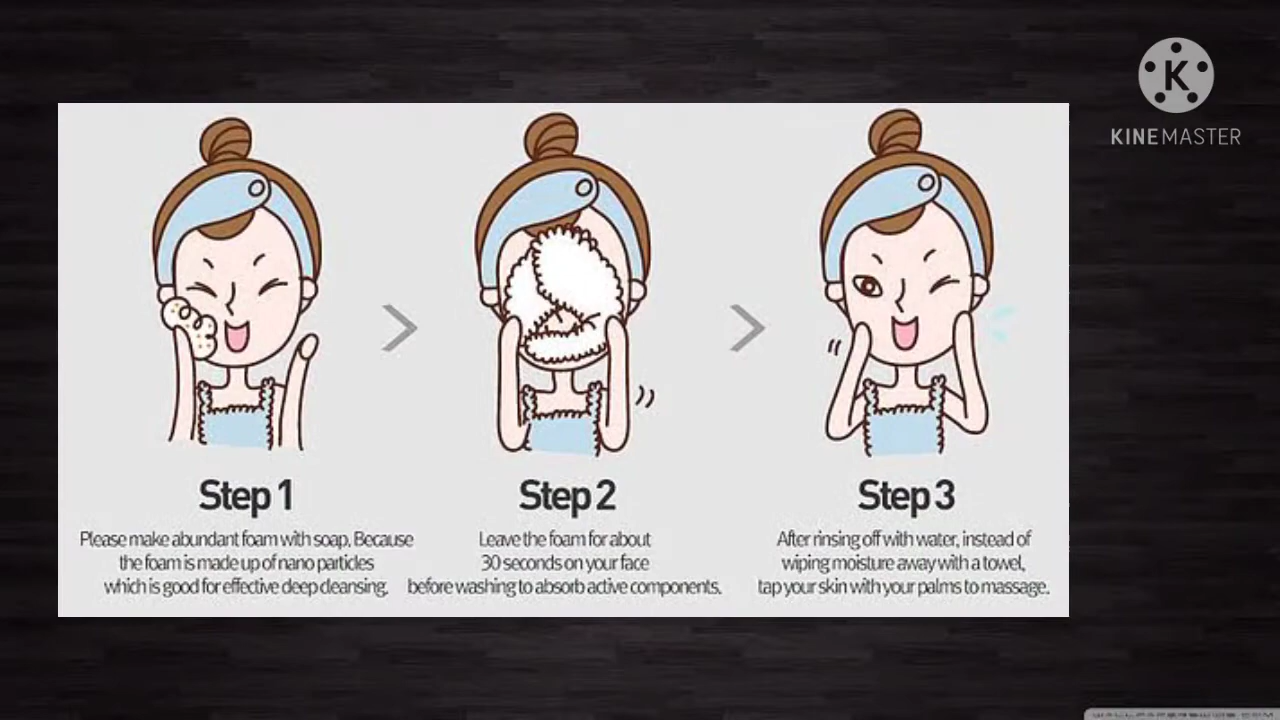 K
KINEMASTER
Step 1
Please make abundant foam with soap, Because
the foam is made up of nano particles
which is good for effective deep cleansing.
Step 2
Leave the foam for about
30 seconds on your face
before washing to absorb active components.
Step 3
After rinsing off with water, instead of
wiping moisture away with a towel,
tap your skin with your palms to massage.